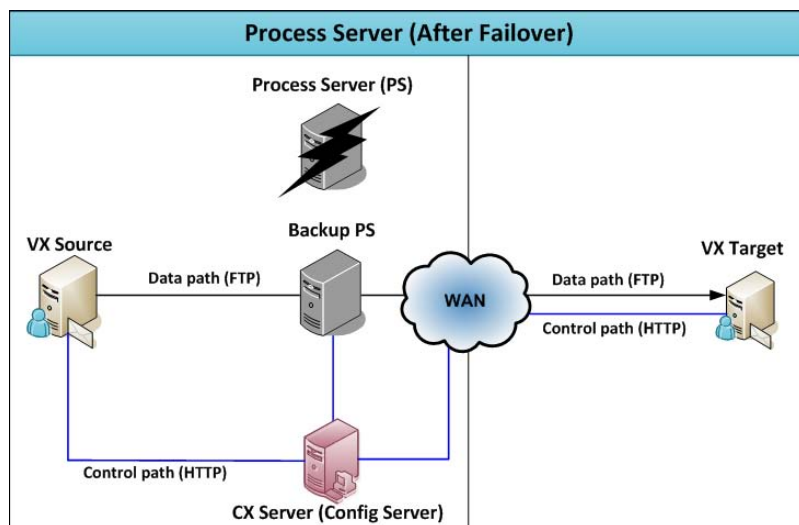 Process Server (After Failover)
Process Server (PS)
VX Source
Backup PS
VX Target
Data path (FTP)
WAN
Data path (FTP)
Control path (HTTP)
Control path (HTTP)
CX Server (Config Server)